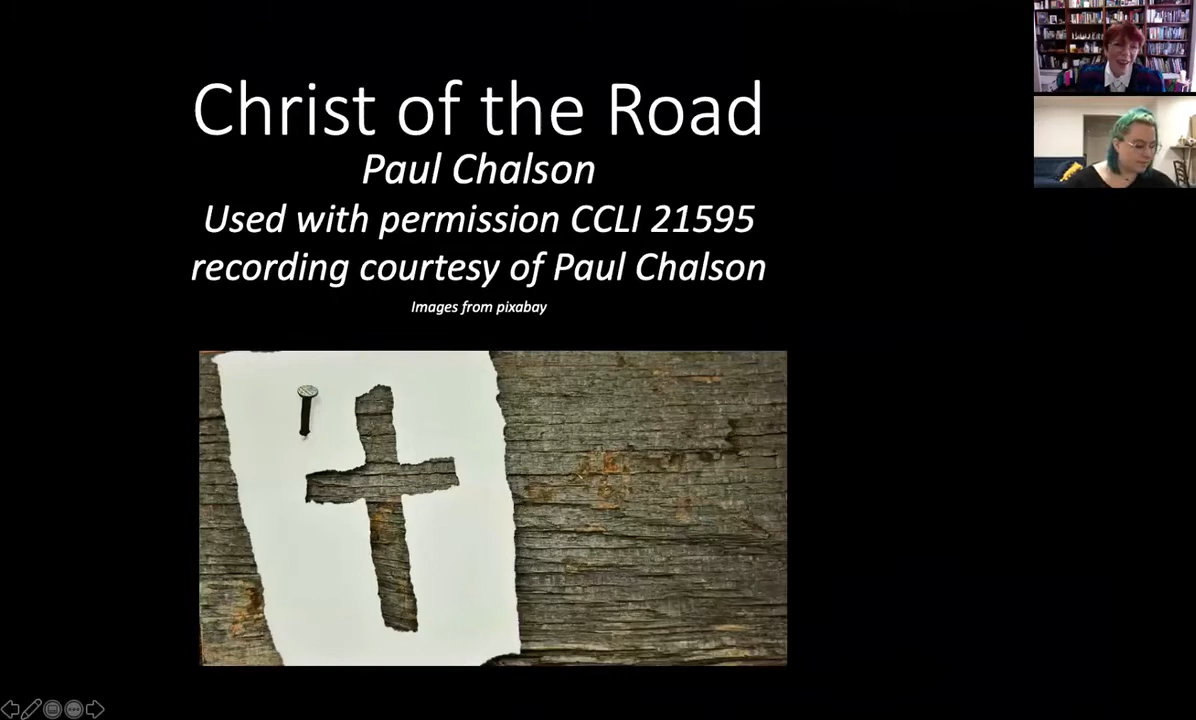 Christ of the Road
Paul Chalson
Used with permission CCLI 21595
recording courtesy of Paul Chalson
Images from pixabay